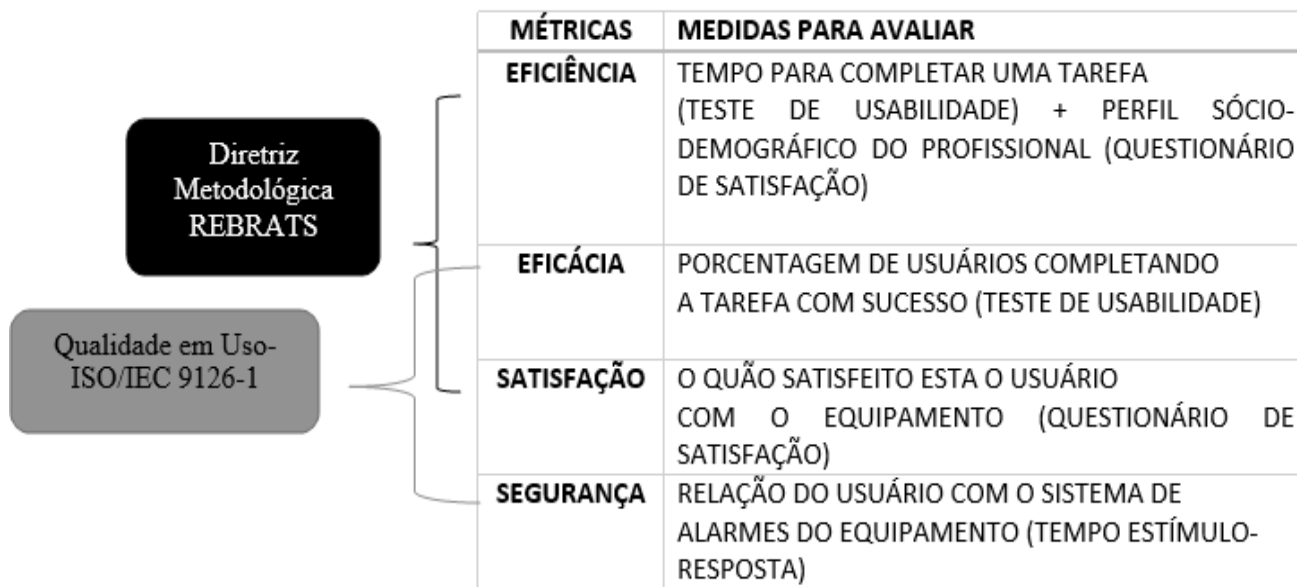 Diretriz
Metodológica
REBRATS
Qualidade em Uso-
ISO/IEC 9126-1
MÉTRICAS MEDIDAS PARA AVALIAR
EFICIÊNCIA TEMPO PARA COMPLETAR UMA TAREFA
(TESTE DE USABILIDADE) + PERFIL SÓCIO-
DEMOGRÁFICO DO PROFISSIONAL (QUESTIONÁRIO
DE SATISFAÇÃO)
EFICÁCIA PORCENTAGEM DE USUÁRIOS COMPLETANDO
A TAREFA COM SUCESSO (TESTE DE USABILIDADE)
SATISFAÇÃO O QUÃO SATISFEITO ESTA O USUÁRIO
COM O EQUIPAMENTO (QUESTIONÁRIO DE
SATISFAÇÃO)
SEGURANÇA RELAÇÃO DO USUÁRIO COM O SISTEMA DE
ALARMES DO EQUIPAMENTO (TEMPO ESTÍMULO-
RESPOSTA)